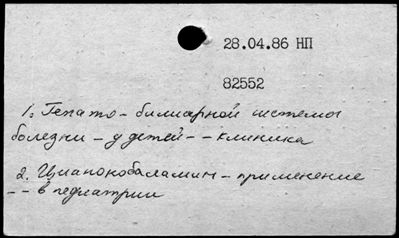 28.04.86 НП
82552
1. Гепато-билиарной системы
болезни – у детей – – клиника
2. Цианокобаламин – применение
– – в педиатрии